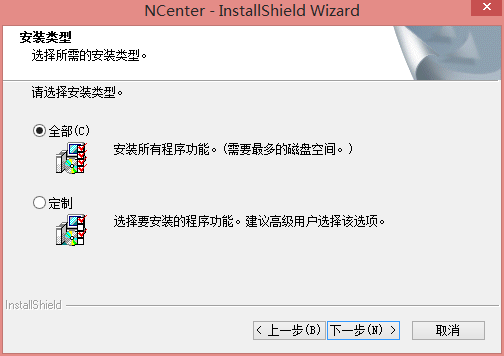 NCenter - InstallShield Wizard
安装类型
选择所需的安装类型。
请选择安装类型。
全部(C)
安装所有程序功能。(需要最多的磁盘空间。)
定制
选择要安装的程序功能。建议高级用户选择该选项。
InstallShield
< 上一步(B) 下一步(N) > 取消